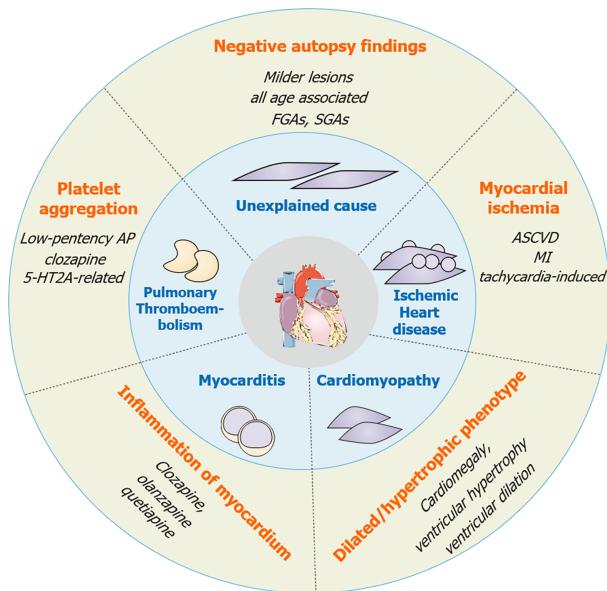 Negative autopsy findings
Milder lesions
all age associated
FGAs, SGAs
Unexplained cause
Platelet
aggregation
Low-pentency AP
clozapine
5-HT2A-related
Pulmonary
Thromboem-
bolism
Myocardial
ischemia
ASCVD
MI
tachycardia-induced
Ischemic
Heart
disease
Myocarditis
Cardiomyopathy
Inflammation of myocardium
Clozapine,
olanzapine
quetiapine
Dilated/hypertrophic phenotype
Cardiomegaly,
ventricular hypertrophy
ventricular dilation